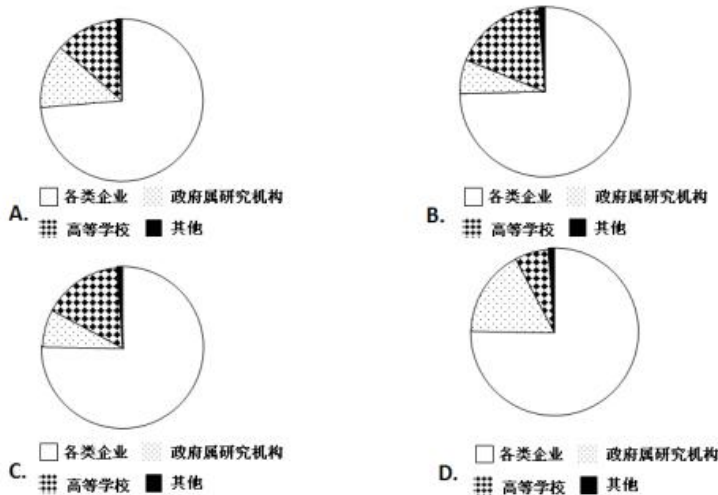 □ 各类企业 政府属研究机构
A.
高等学校 ■ 其他
□ 各类企业 政府属研究机构
B.
高等学校 ■ 其他
□ 各类企业 政府属研究机构
C.
高等学校 ■ 其他
□ 各类企业 政府属研究机构
D.
高等学校 ■ 其他